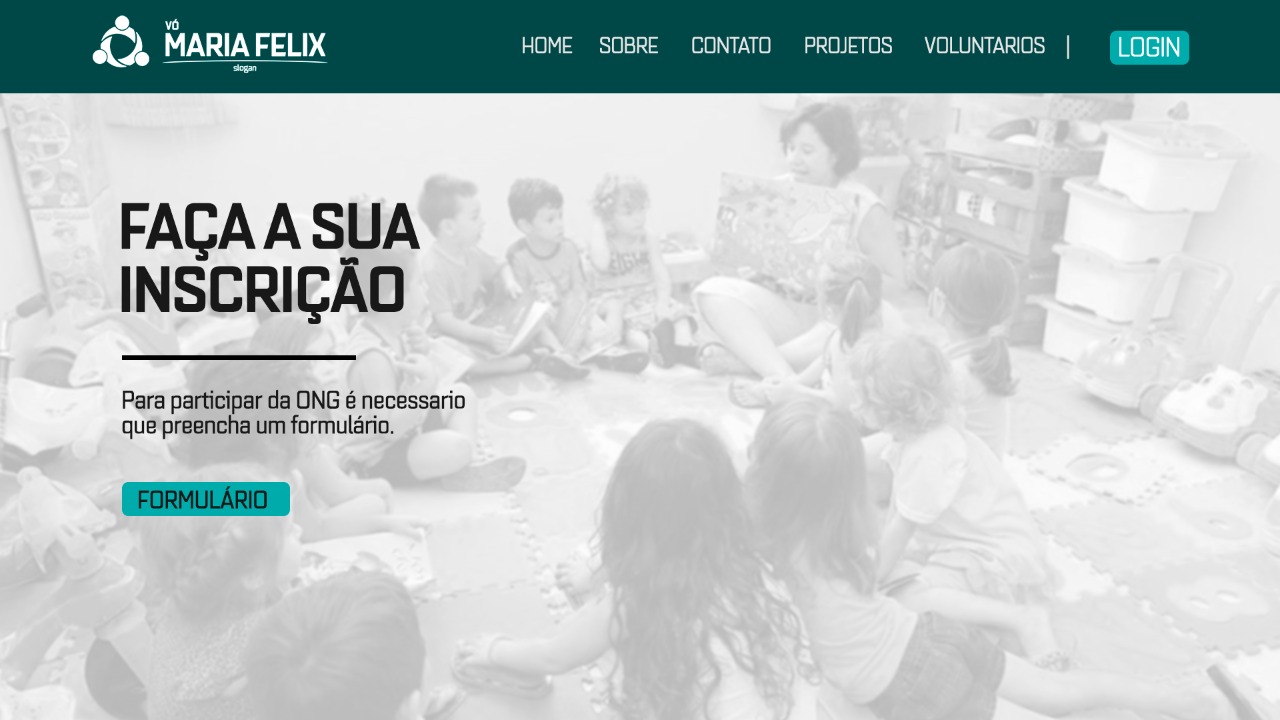 VÓ
MARIA FELIX
slogan
HOME SOBRE CONTATO PROJETOS VOLUNTARIOS | LOGIN
FAÇA A SUA
INSCRIÇÃO
Para participar da ONG é necessario
que preencha um formulário.
FORMULÁRIO